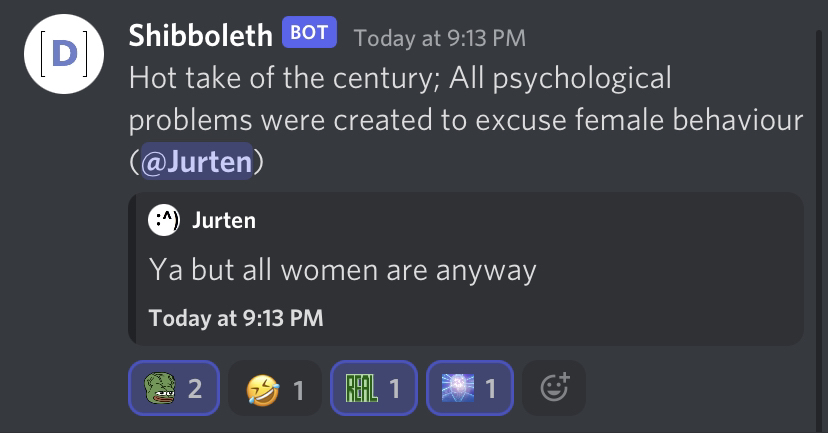 [D]
Shibboleth BOT Today at 9:13 PM
Hot take of the century; All psychological
problems were created to excuse female behaviour
(@Jurten)
:^) Jurten
Ya but all women are anyway
Today at 9:13 PM
2 1 REAL 1 1